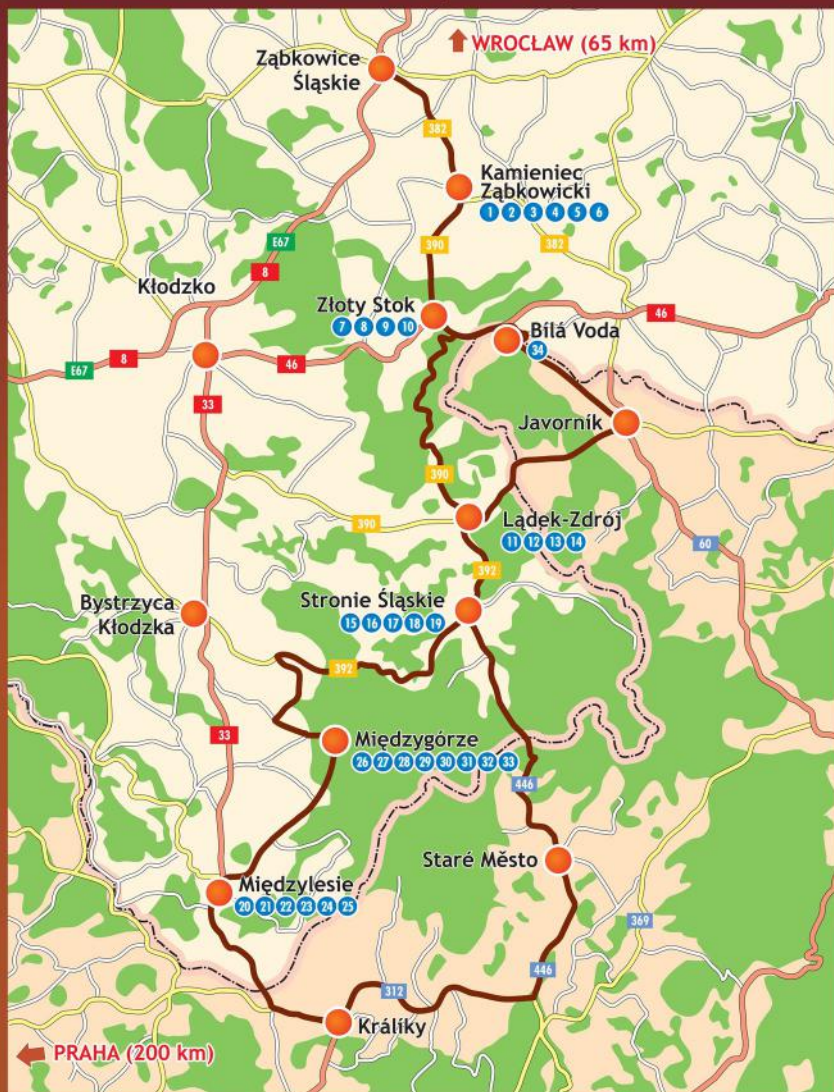 WROCŁAW (65 km)
Ząbkowice
Śląskie
382
Kamieniec
Ząbkowicki
1 2 3 4 5 6
382
390
E67
8
Kłodzko
Złoty Stok
7 8 9 10
46
Bílá Voda
34
E67
8
46
33
Javorník
390
390
Lądek-Zdrój
11 12 13 14
60
392
Bystrzyca
Kłodzka
Stronie Śląskie
15 16 17 18 19
392
33
Międzygórze
26 27 28 29 30 31 32 33
446
Staré Město
Międzylesie
20 21 22 23 24 25
369
446
312
Králíky
PRAHA (200 km)